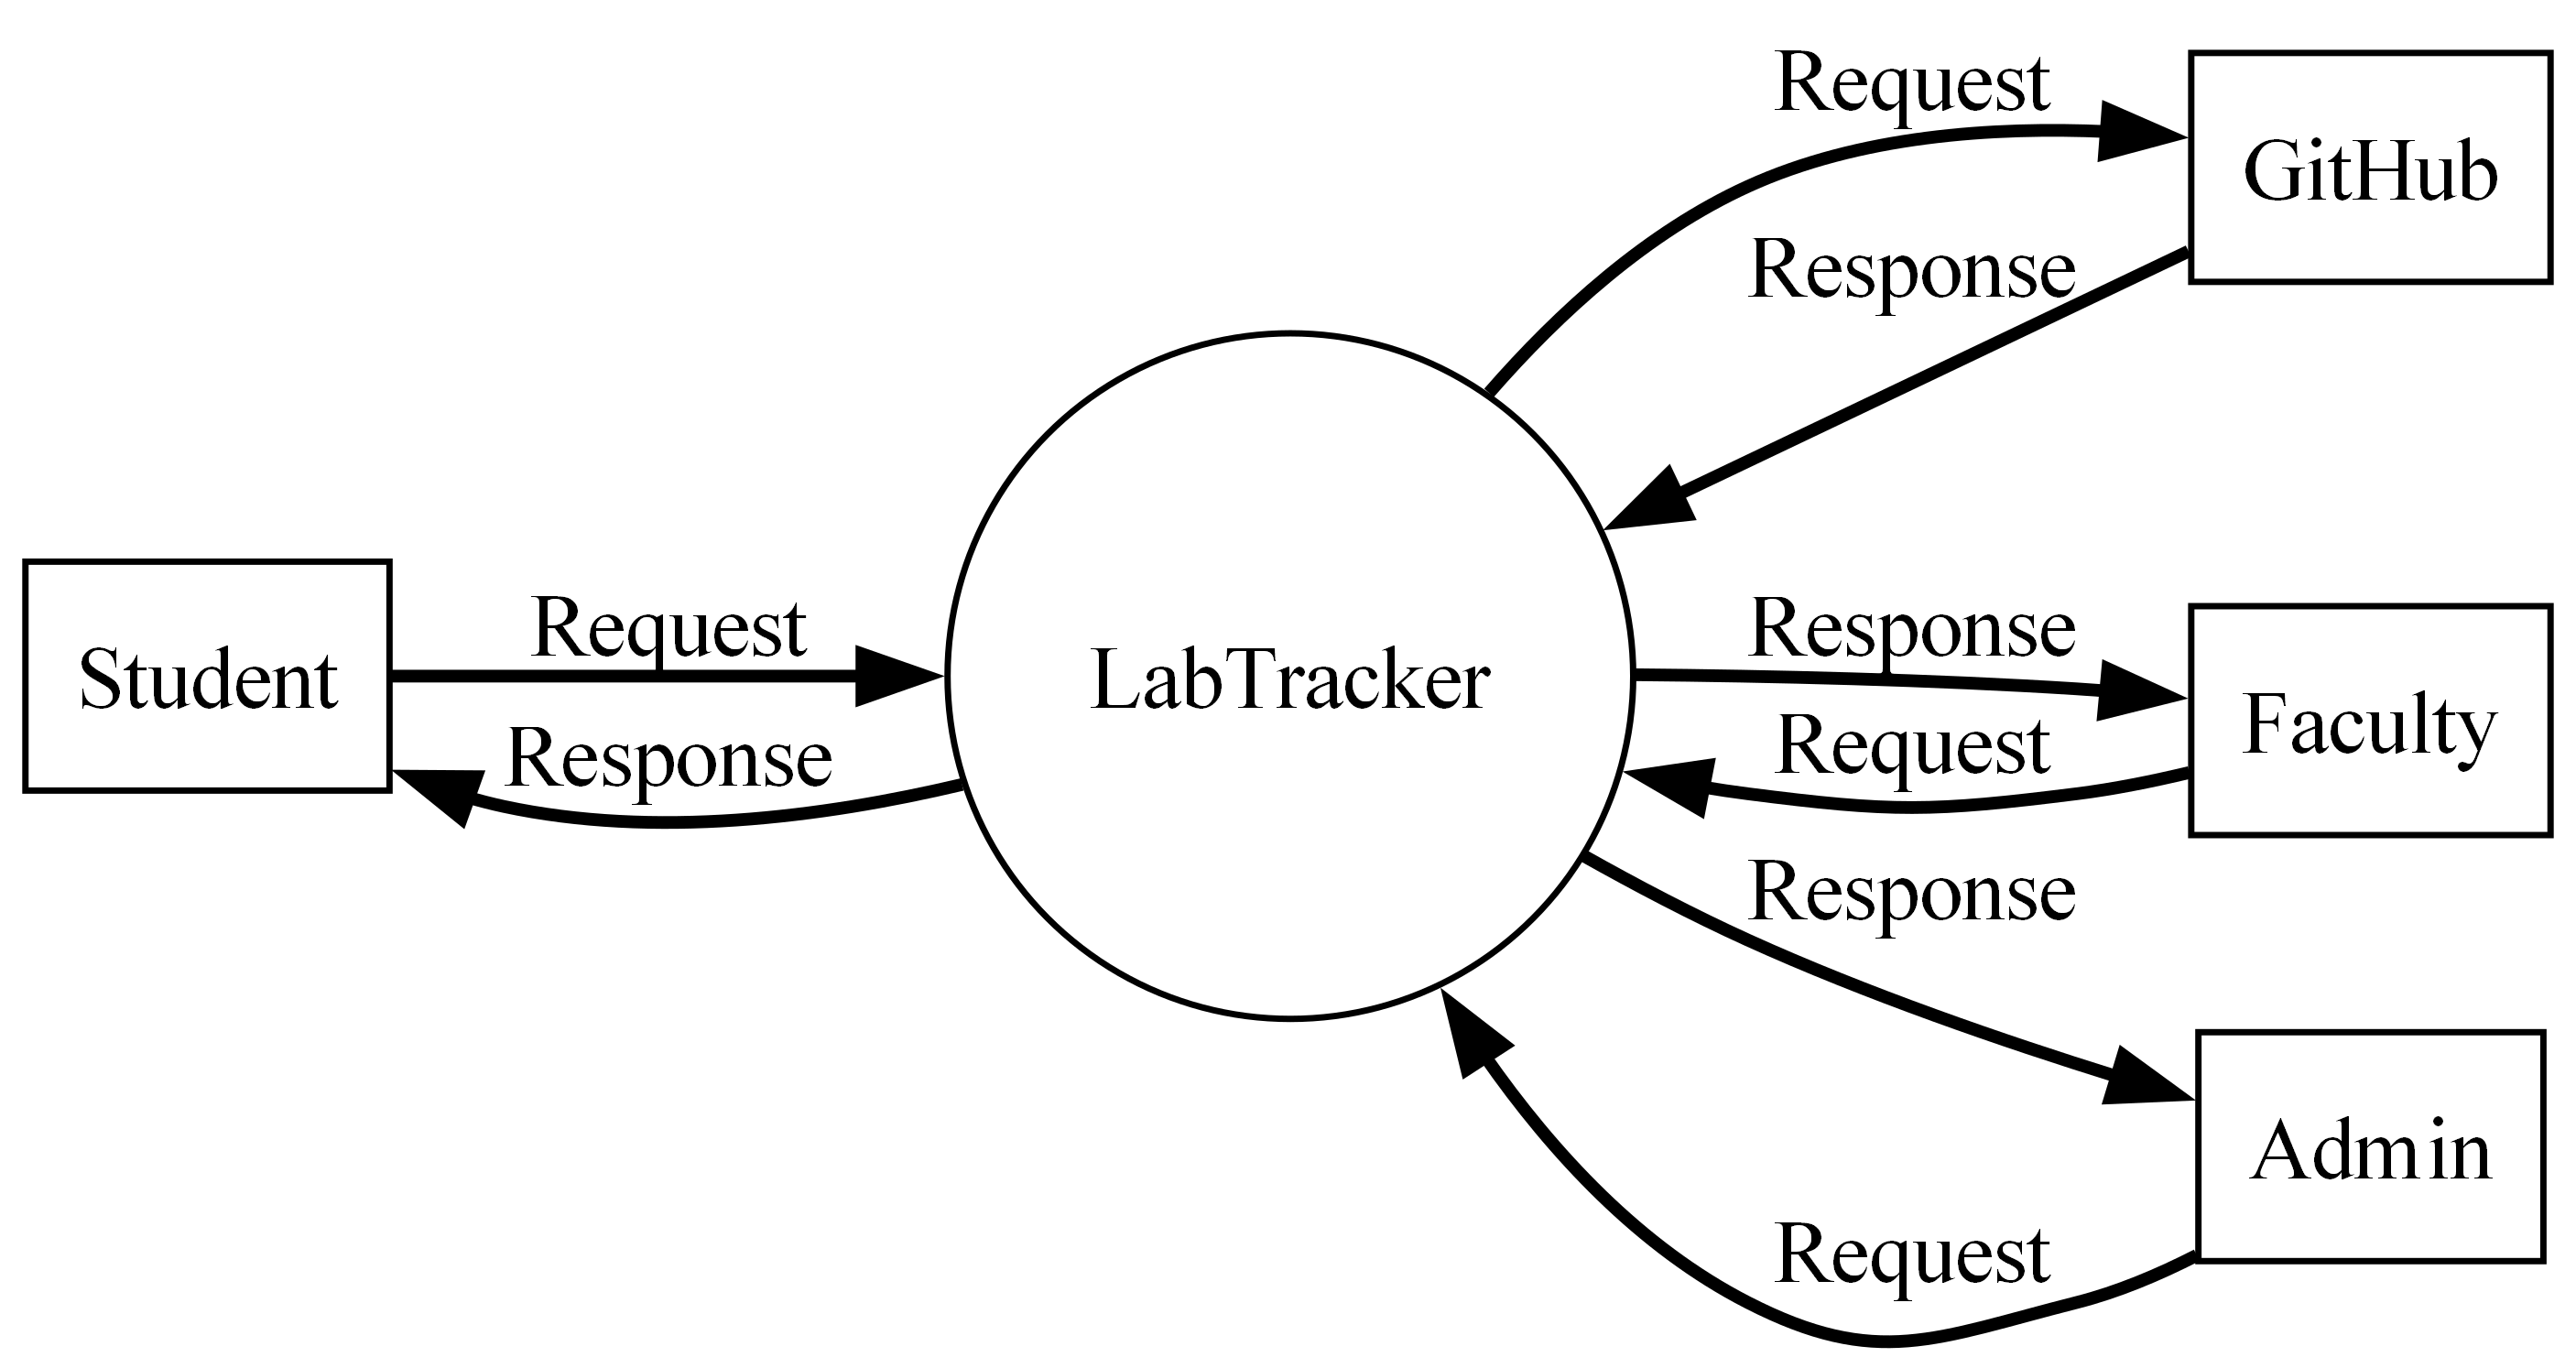 Request
GitHub
Response
Student
Request
Response
LabTracker
Response
Request
Faculty
Response
Admin
Request